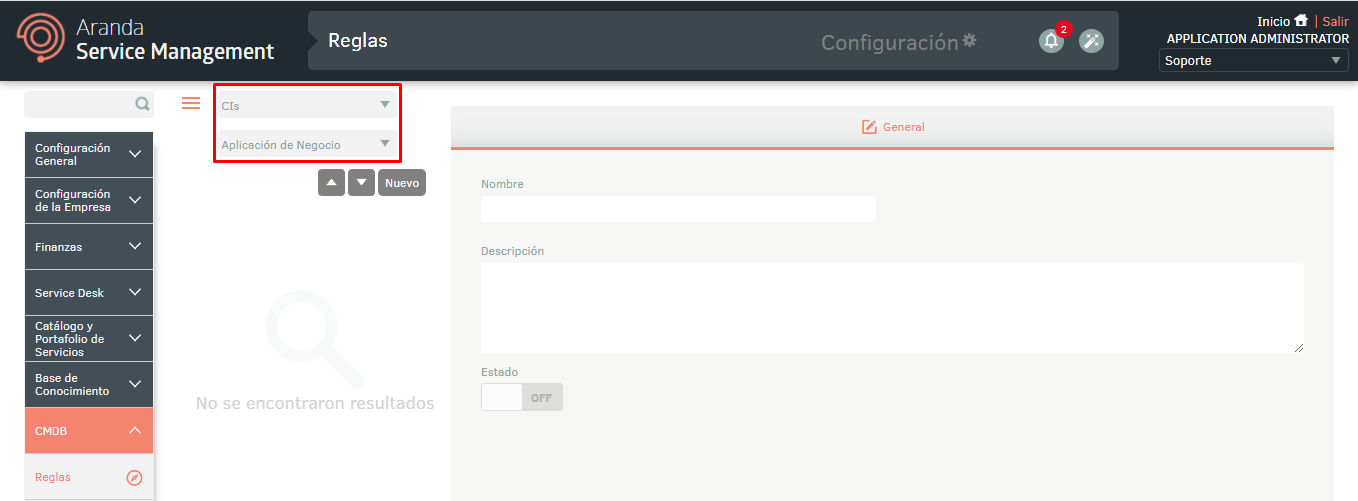 Aranda
Service Management
Reglas
Configuración
2
Inicio | Salir
APPLICATION ADMINISTRATOR
Soporte
Configuración
General
Configuración
de la Empresa
Finanzas
Service Desk
Catálogo y
Portafolio de
Servicios
Base de
Conocimiento
CMDB
Reglas
CIs
Aplicación de Negocio
Nuevo
No se encontraron resultados
General
Nombre
Descripción
Estado
OFF